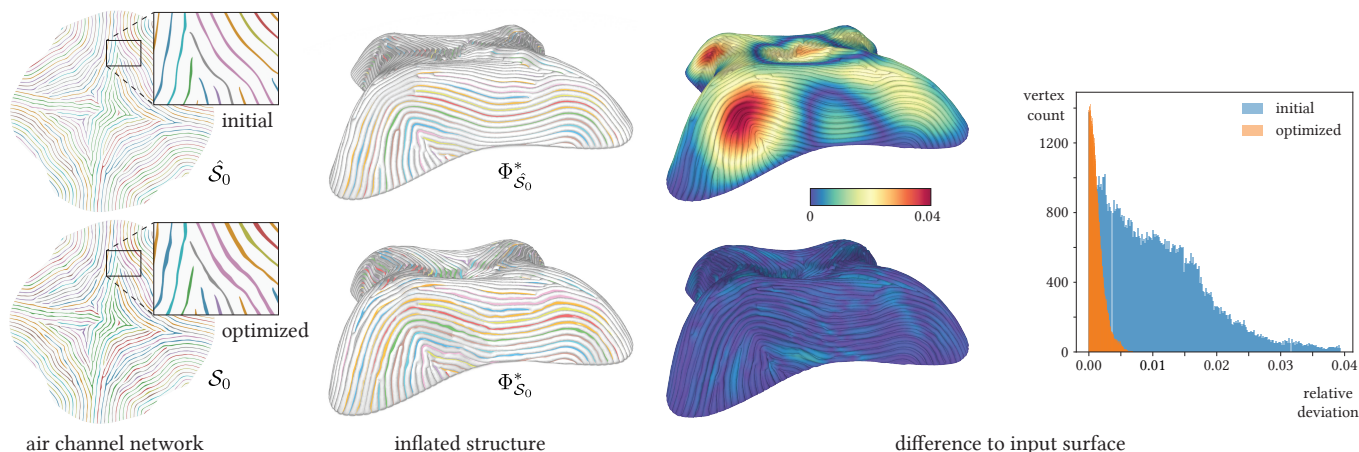 initial
Ŝ₀
optimized
S₀
air channel network
Φ*Ŝ₀
Φ*S₀
inflated structure
0
0.04
difference to input surface
vertex
count
initial
optimized
1200
800
400
0
0.00
0.01
0.02
0.03
0.04
relative
deviation